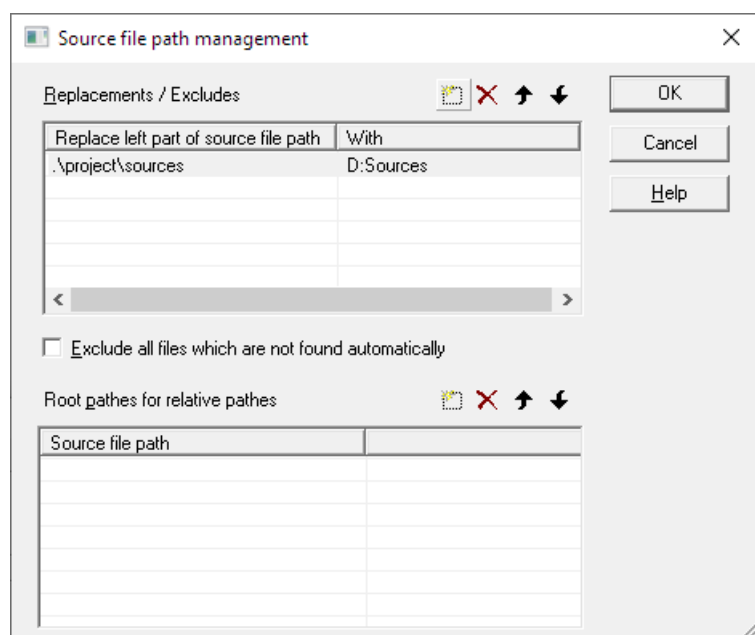 Source file path management
Replacements / Excludes
OK
Replace left part of source file path With
Cancel
.\project\sources D:Sources
Help
Exclude all files which are not found automatically
Root pathes for relative pathes
Source file path